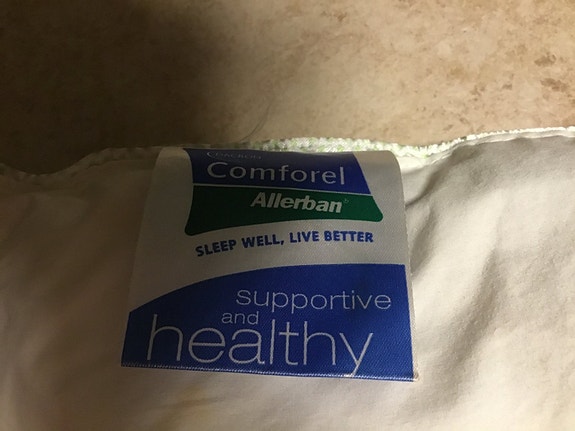 Comforel
Allerban
SLEEP WELL, LIVE BETTER
supportive
and
healthy